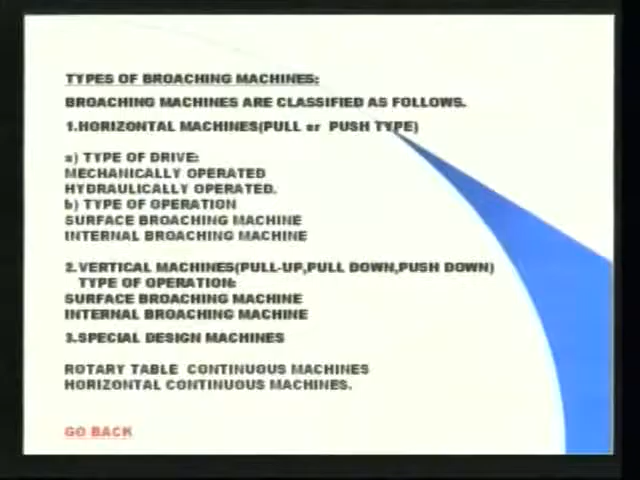 TYPES OF BROACHING MACHINES:
BROACHING MACHINES ARE CLASSIFIED AS FOLLOWS.
1.HORIZONTAL MACHINES(PULL or PUSH TYPE)
a) TYPE OF DRIVE:
MECHANICALLY OPERATED
HYDRAULICALLY OPERATED.
b) TYPE OF OPERATION
SURFACE BROACHING MACHINE
INTERNAL BROACHING MACHINE
2.VERTICAL MACHINES(PULL-UP,PULL DOWN,PUSH DOWN)
TYPE OF OPERATION:
SURFACE BROACHING MACHINE
INTERNAL BROACHING MACHINE
3.SPECIAL DESIGN MACHINES
ROTARY TABLE CONTINUOUS MACHINES
HORIZONTAL CONTINUOUS MACHINES.
GO BACK